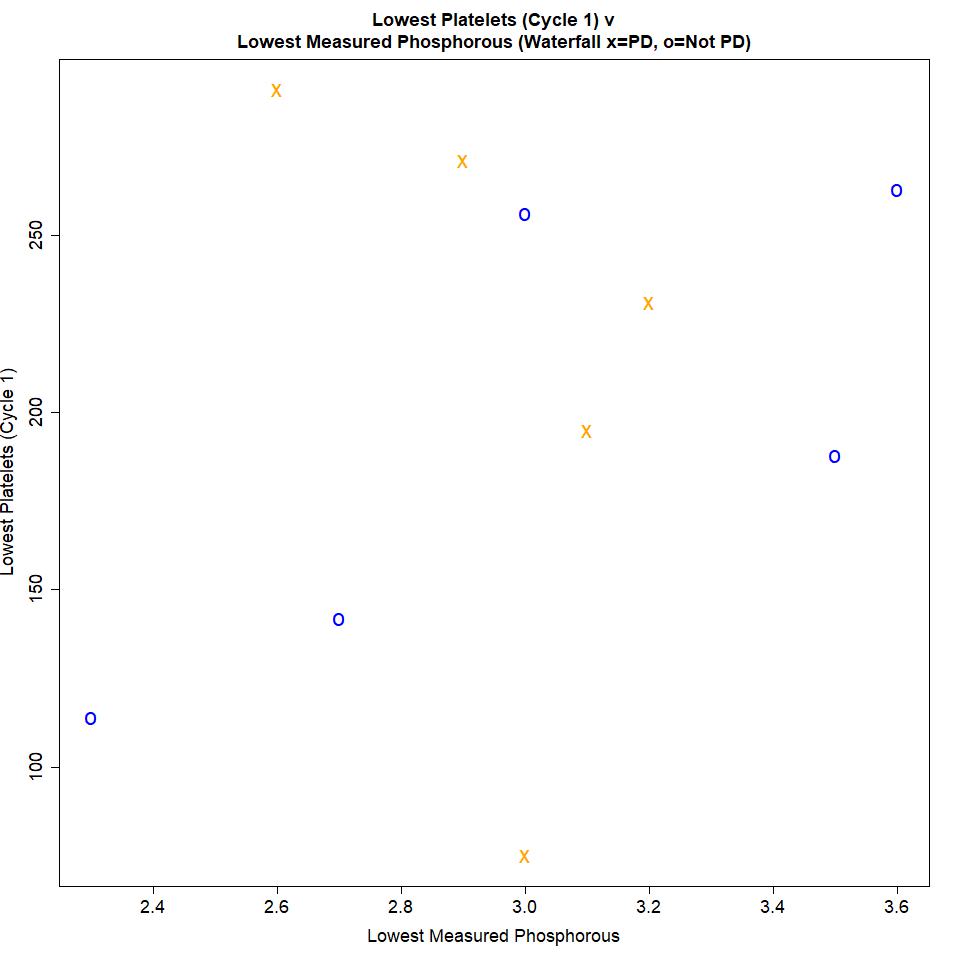 Lowest Platelets (Cycle 1) v
Lowest Measured Phosphorous (Waterfall x=PD, o=Not PD)
Lowest Platelets (Cycle 1)
250
200
150
100
X
X
O
O
X
X
O
O
O
X
2.4 2.6 2.8 3.0 3.2 3.4 3.6
Lowest Measured Phosphorous